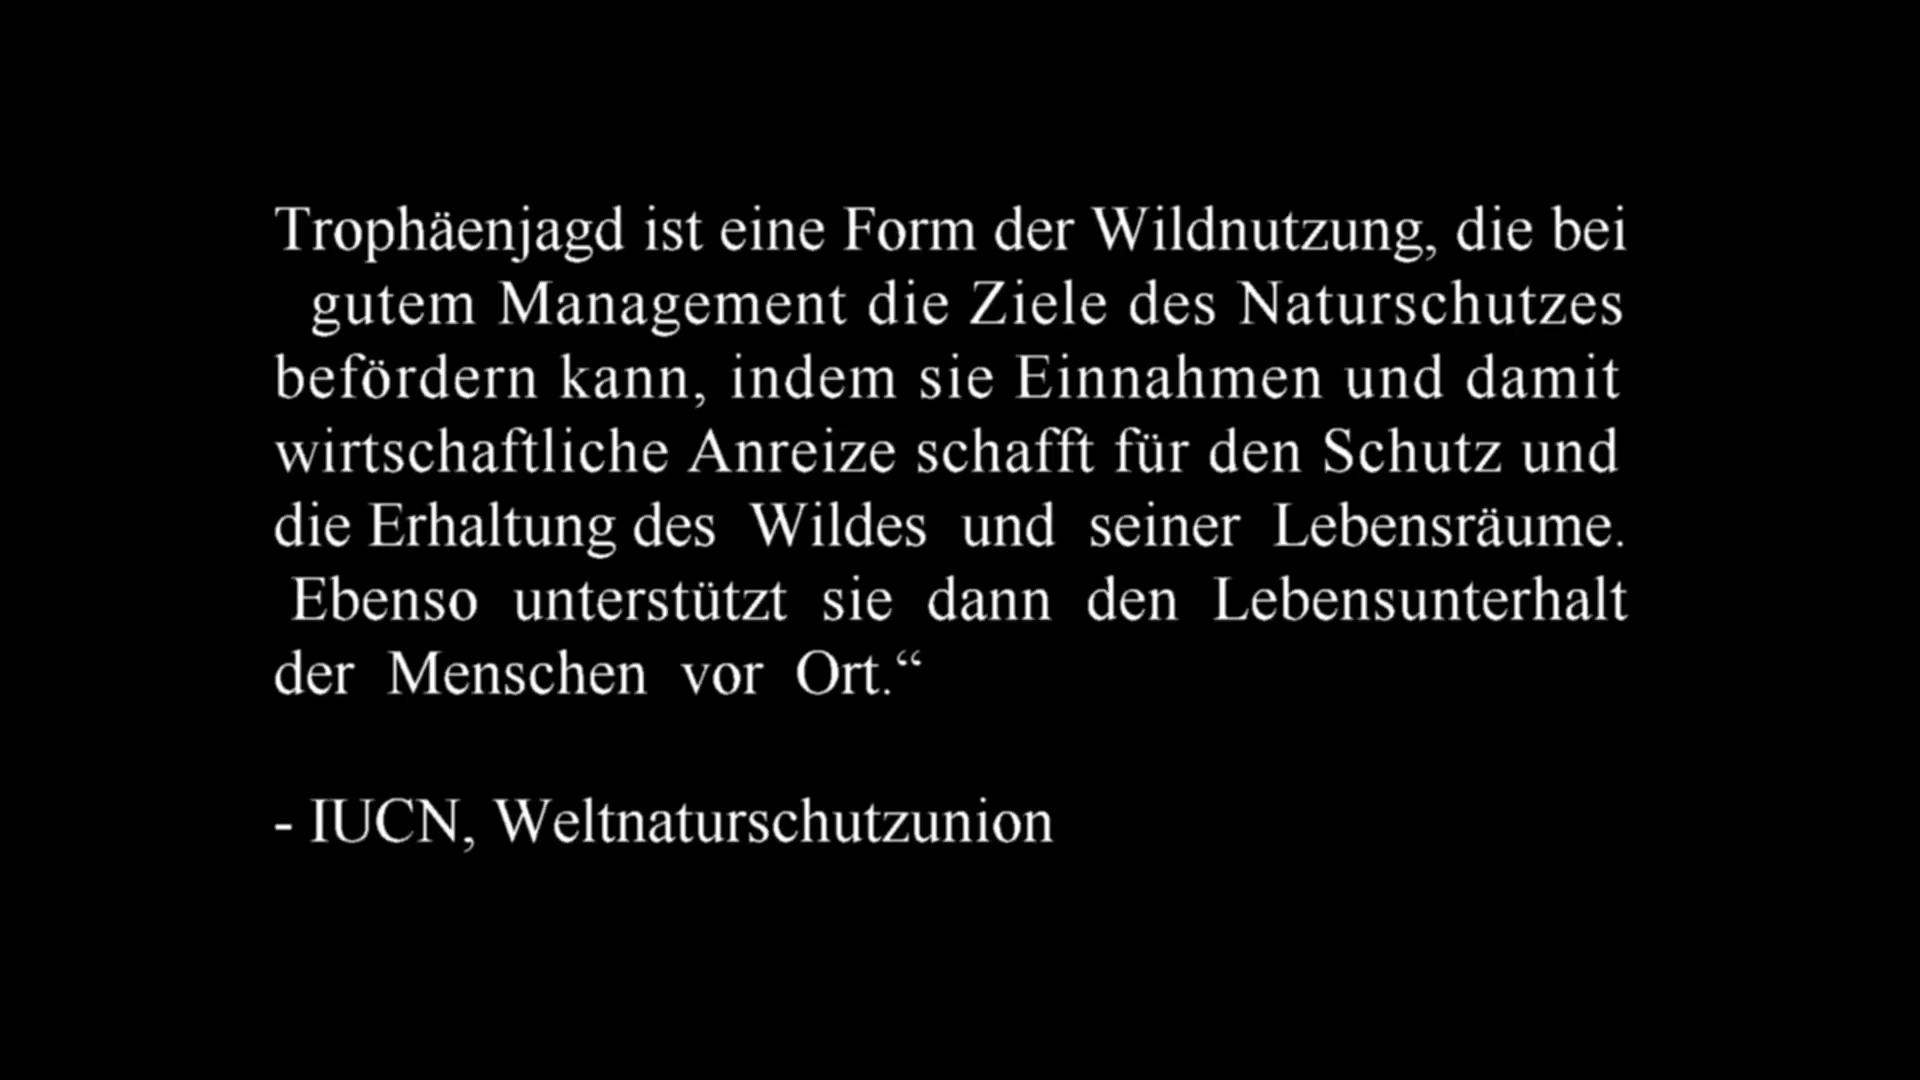 Trophäenjagd ist eine Form der Wildnutzung, die bei
gutem Management die Ziele des Naturschutzes
befördern kann, indem sie Einnahmen und damit
wirtschaftliche Anreize schafft für den Schutz und
die Erhaltung des Wildes und seiner Lebensräume.
Ebenso unterstützt sie dann den Lebensunterhalt
der Menschen vor Ort.“
- IUCN, Weltnaturschutzunion